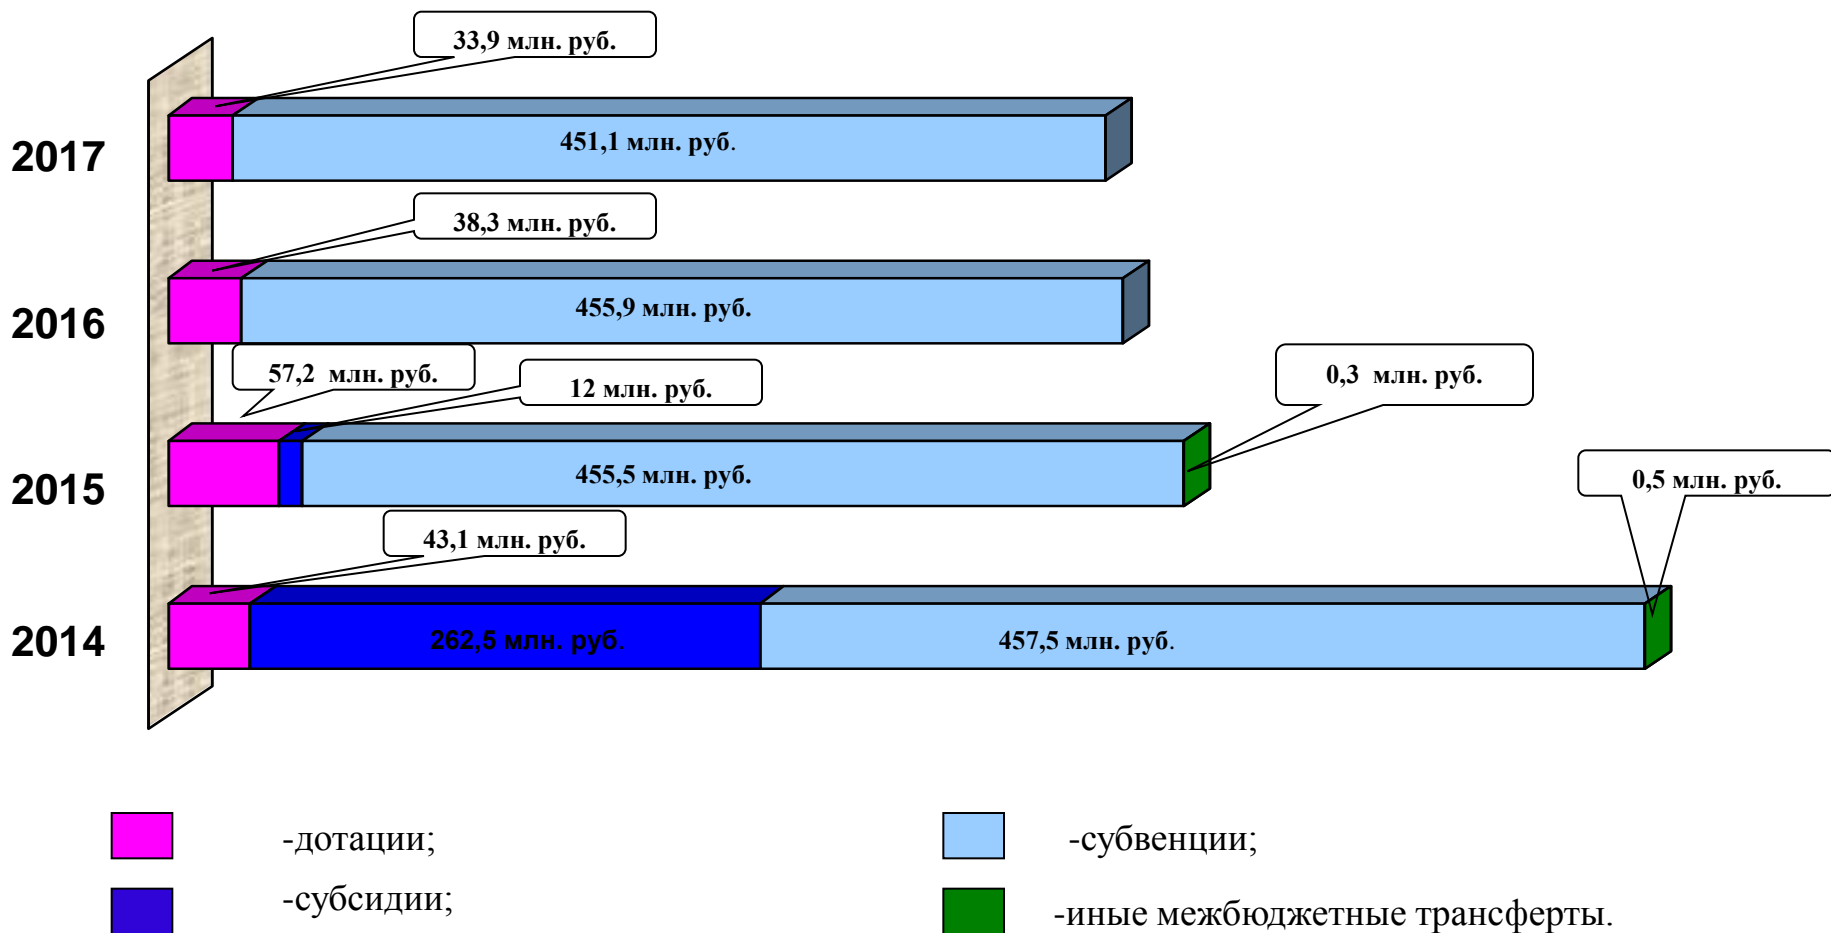 33,9 млн. руб.
2017
451,1 млн. руб.
38,3 млн. руб.
2016
455,9 млн. руб.
57,2 млн. руб.
12 млн. руб.
0,3 млн. руб.
2015
455,5 млн. руб.
0,5 млн. руб.
43,1 млн. руб.
2014
262,5 млн. руб.
457,5 млн. руб.
-дотации;
-субвенции;
-субсидии;
-иные межбюджетные трансферты.